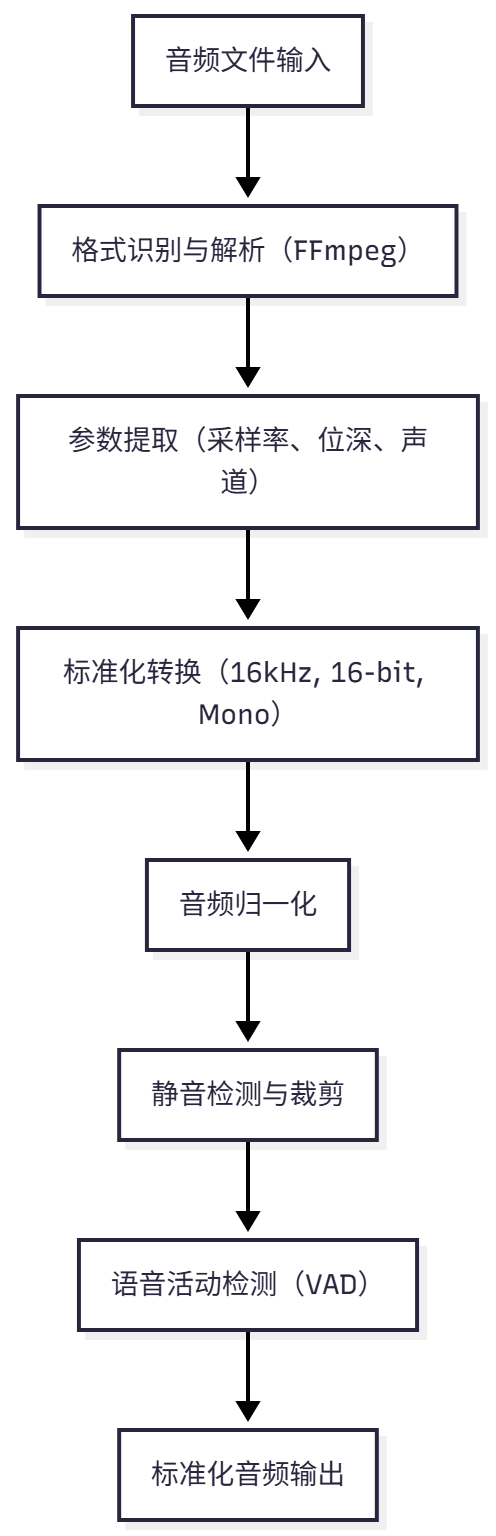 音频文件输入
格式识别与解析（FFmpeg）
参数提取（采样率、位深、声
道）
标准化转换（16kHz, 16-bit,
Mono）
音频归一化
静音检测与裁剪
语音活动检测（VAD）
标准化音频输出